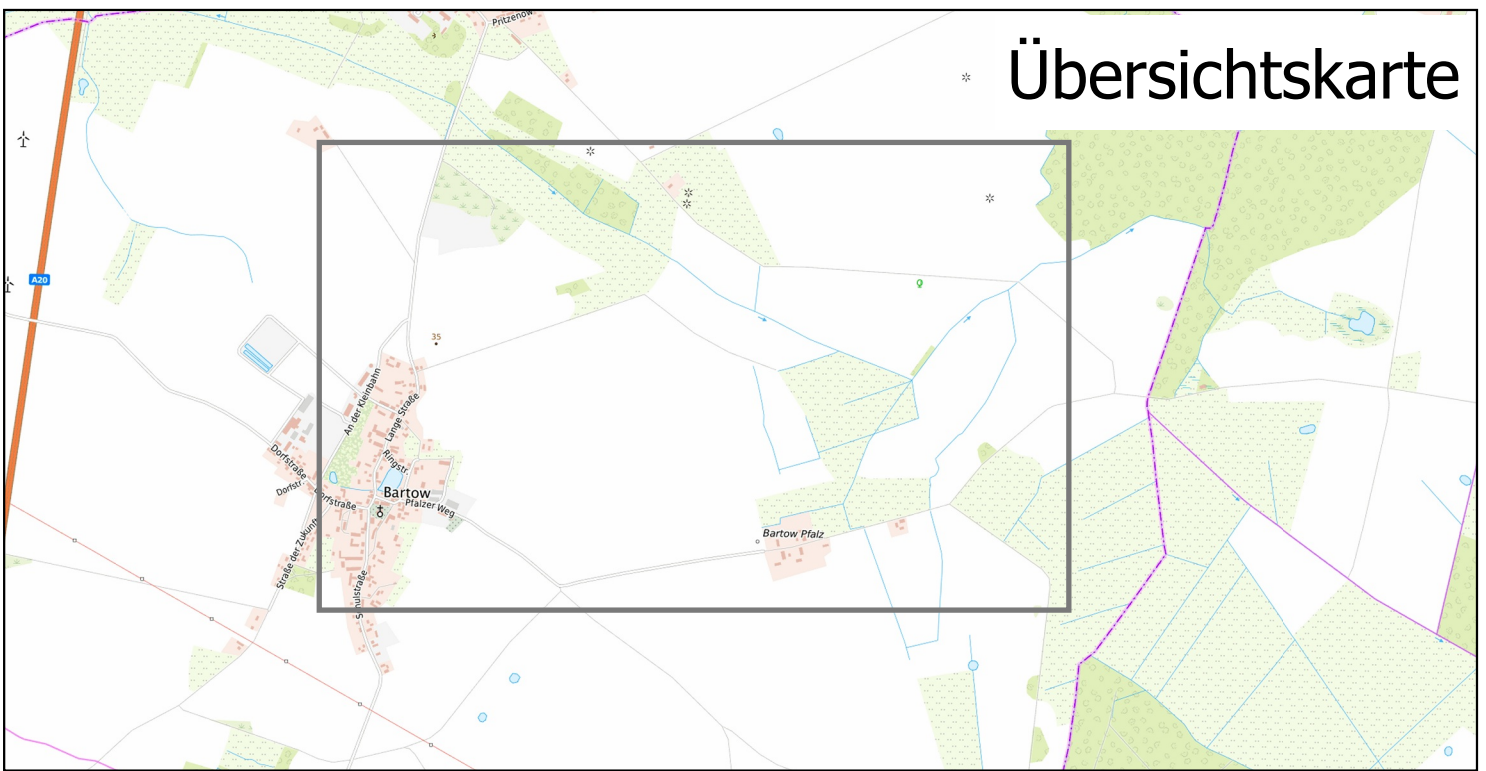 Pritzenow
Übersichtskarte
A20
35
An der Kleinbahn
Lange Straße
Ringstr.
Dorfstraße
Dorfstr.
Dorfstraße
Bartow
Pfalzer Weg
Straße der Zukunft
Schulstraße
Bartow Pfalz